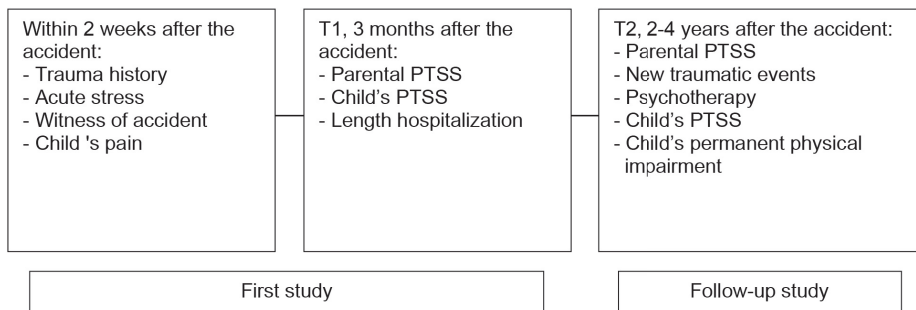 Within 2 weeks after the
accident:
- Trauma history
- Acute stress
- Witness of accident
- Child 's pain
T1, 3 months after the
accident:
- Parental PTSS
- Child's PTSS
- Length hospitalization
T2, 2-4 years after the accident:
- Parental PTSS
- New traumatic events
- Psychotherapy
- Child's PTSS
- Child's permanent physical
impairment
First study
Follow-up study